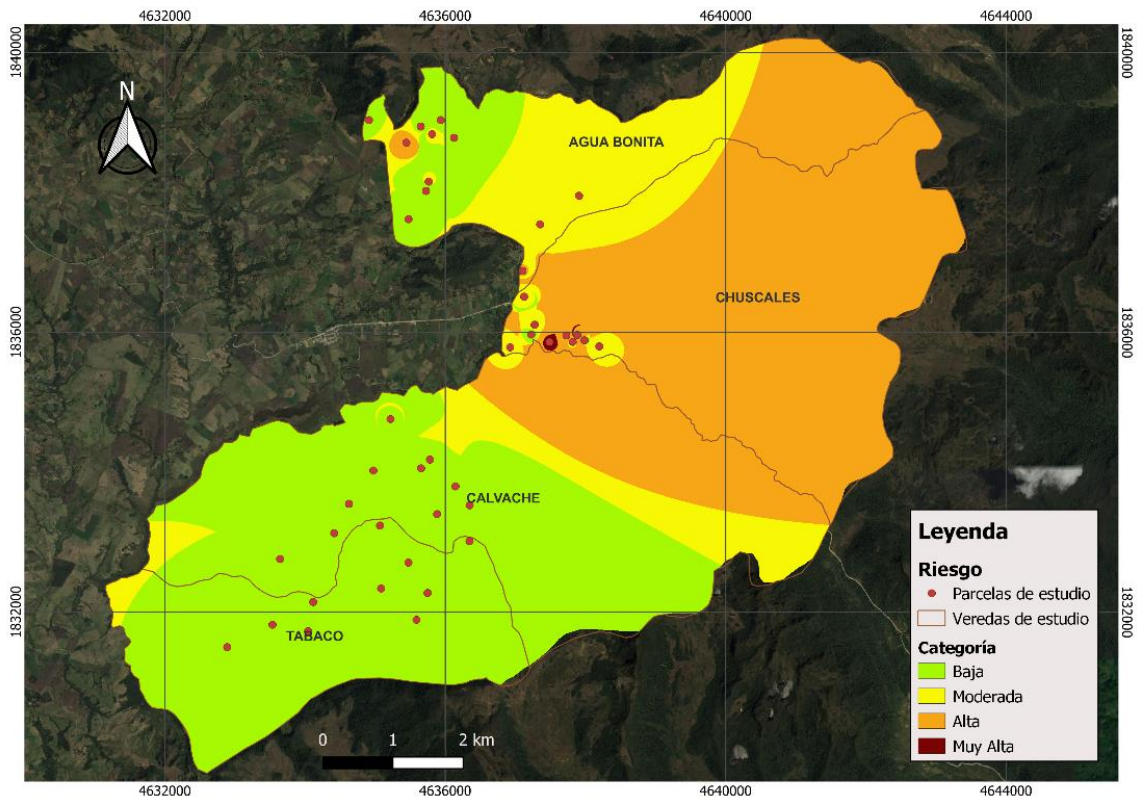 4632000
4636000
4640000
4644000
1840000
1840000
N
AGUA BONITA
CHUSCALES
1836000
1836000
CALVACHE
TABACO
1832000
1832000
Leyenda
Riesgo
Parcelas de estudio
Veredas de estudio
Categoría
Baja
Moderada
Alta
Muy Alta
0 1 2 km
4632000
4636000
4640000
4644000